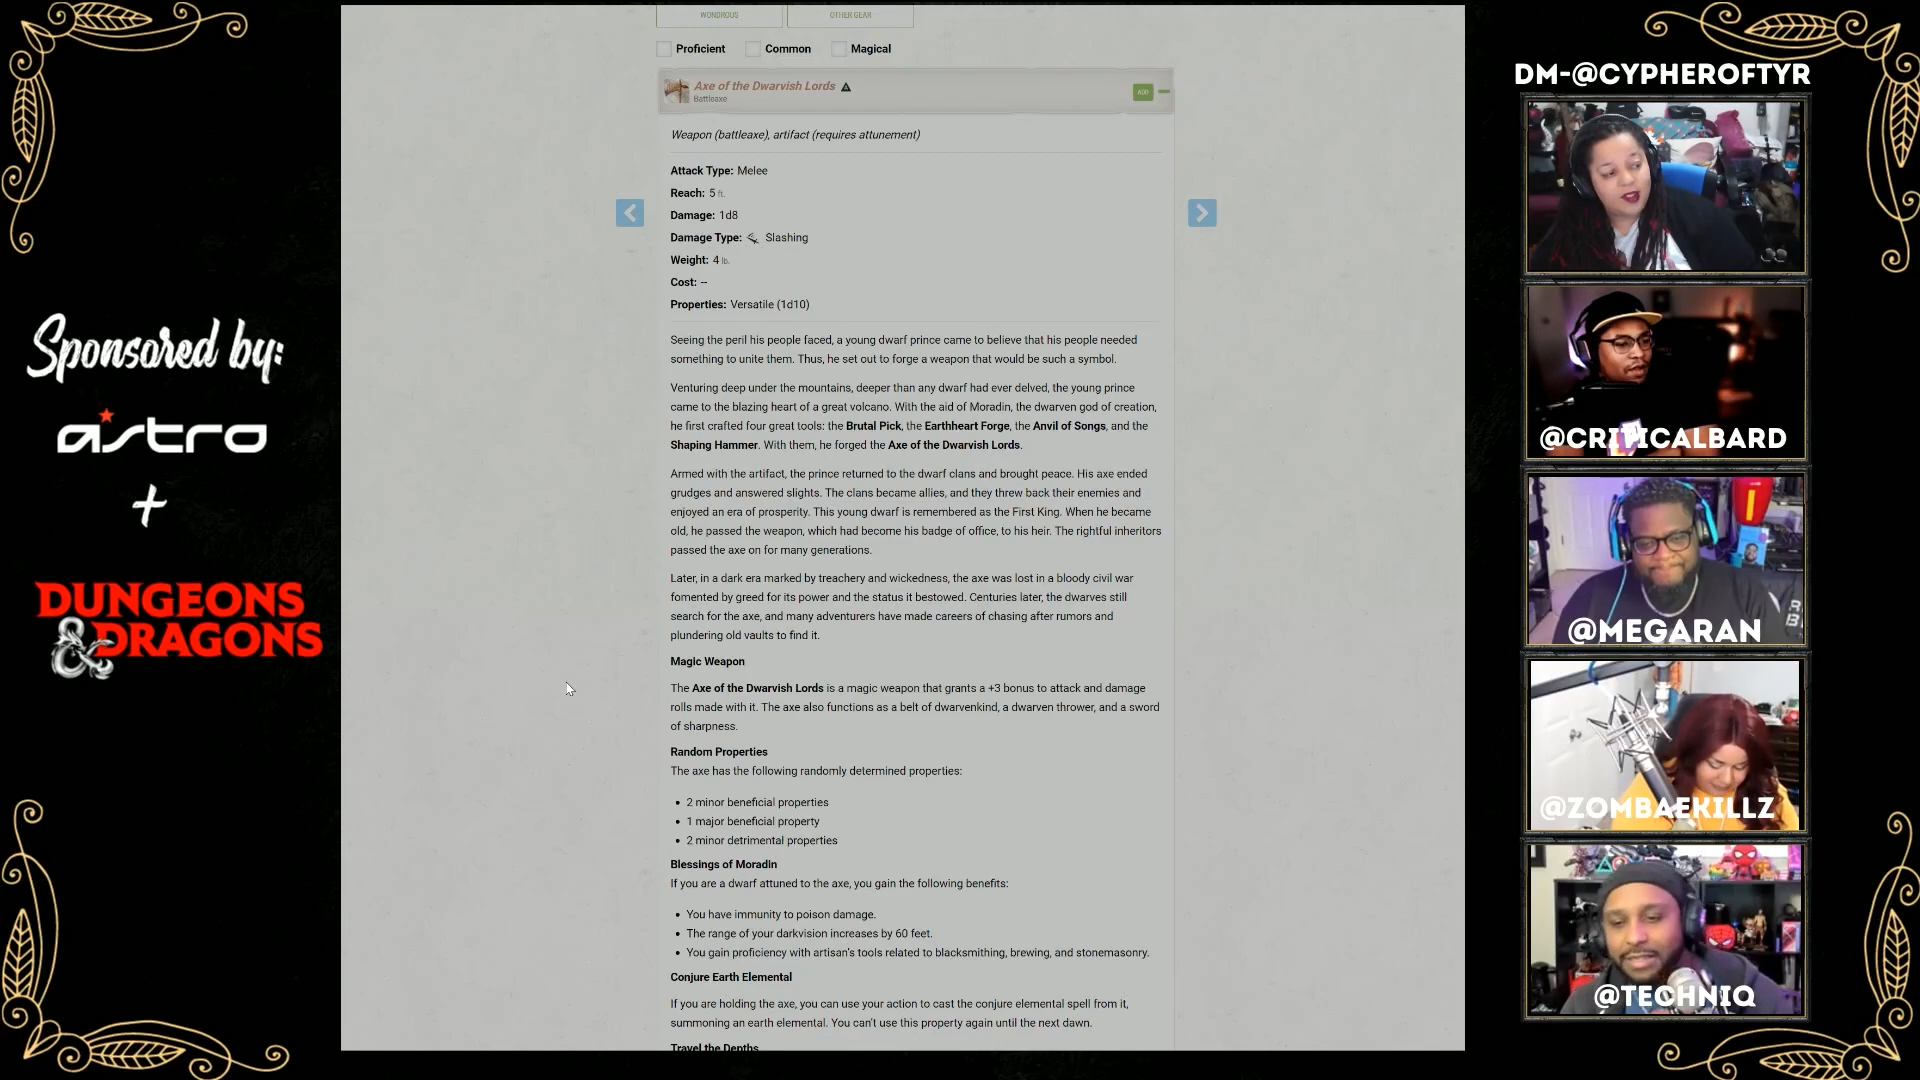 WONDROUS
OTHER GEAR
Proficient
Common
Magical
Axe of the Dwarvish Lords
Battleaxe
ADD
Weapon (battleaxe), artifact (requires attunement)
Attack Type: Melee
Reach: 5 ft.
Damage: 1d8
Damage Type: Slashing
Weight: 4 lb.
Cost: --
Properties: Versatile (1d10)
Seeing the peril his people faced, a young dwarf prince came to believe that his people needed
something to unite them. Thus, he set out to forge a weapon that would be such a symbol.
Venturing deep under the mountains, deeper than any dwarf had ever delved, the young prince
came to the blazing heart of a great volcano. With the aid of Moradin, the dwarven god of creation,
he first crafted four great tools: the Brutal Pick, the Earthheart Forge, the Anvil of Songs, and the
Shaping Hammer. With them, he forged the Axe of the Dwarvish Lords.
Armed with the artifact, the prince returned to the dwarf clans and brought peace. His axe ended
grudges and answered slights. The clans became allies, and they threw back their enemies and
enjoyed an era of prosperity. This young dwarf is remembered as the First King. When he became
old, he passed the weapon, which had become his badge of office, to his heir. The rightful inheritors
passed the axe on for many generations.
Later, in a dark era marked by treachery and wickedness, the axe was lost in a bloody civil war
fomented by greed for its power and the status it bestowed. Centuries later, the dwarves still
search for the axe, and many adventurers have made careers of chasing after rumors and
plundering old vaults to find it.
Magic Weapon
The Axe of the Dwarvish Lords is a magic weapon that grants a +3 bonus to attack and damage
rolls made with it. The axe also functions as a belt of dwarvenkind, a dwarven thrower, and a sword
of sharpness.
Random Properties
The axe has the following randomly determined properties:
• 2 minor beneficial properties
• 1 major beneficial property
• 2 minor detrimental properties
Blessings of Moradin
If you are a dwarf attuned to the axe, you gain the following benefits:
• You have immunity to poison damage.
• The range of your darkvision increases by 60 feet.
• You gain proficiency with artisan's tools related to blacksmithing, brewing, and stonemasonry.
Conjure Earth Elemental
If you are holding the axe, you can use your action to cast the conjure elemental spell from it,
summoning an earth elemental. You can't use this property again until the next dawn.
Travel the Depths
Sponsored by:
astro
+
DUNGEONS
& DRAGONS
DM-@CYPHEROFTYR
@CRITICALBARD
@MEGARAN
@ZOMBAEKILLZ
@TECHNIQ